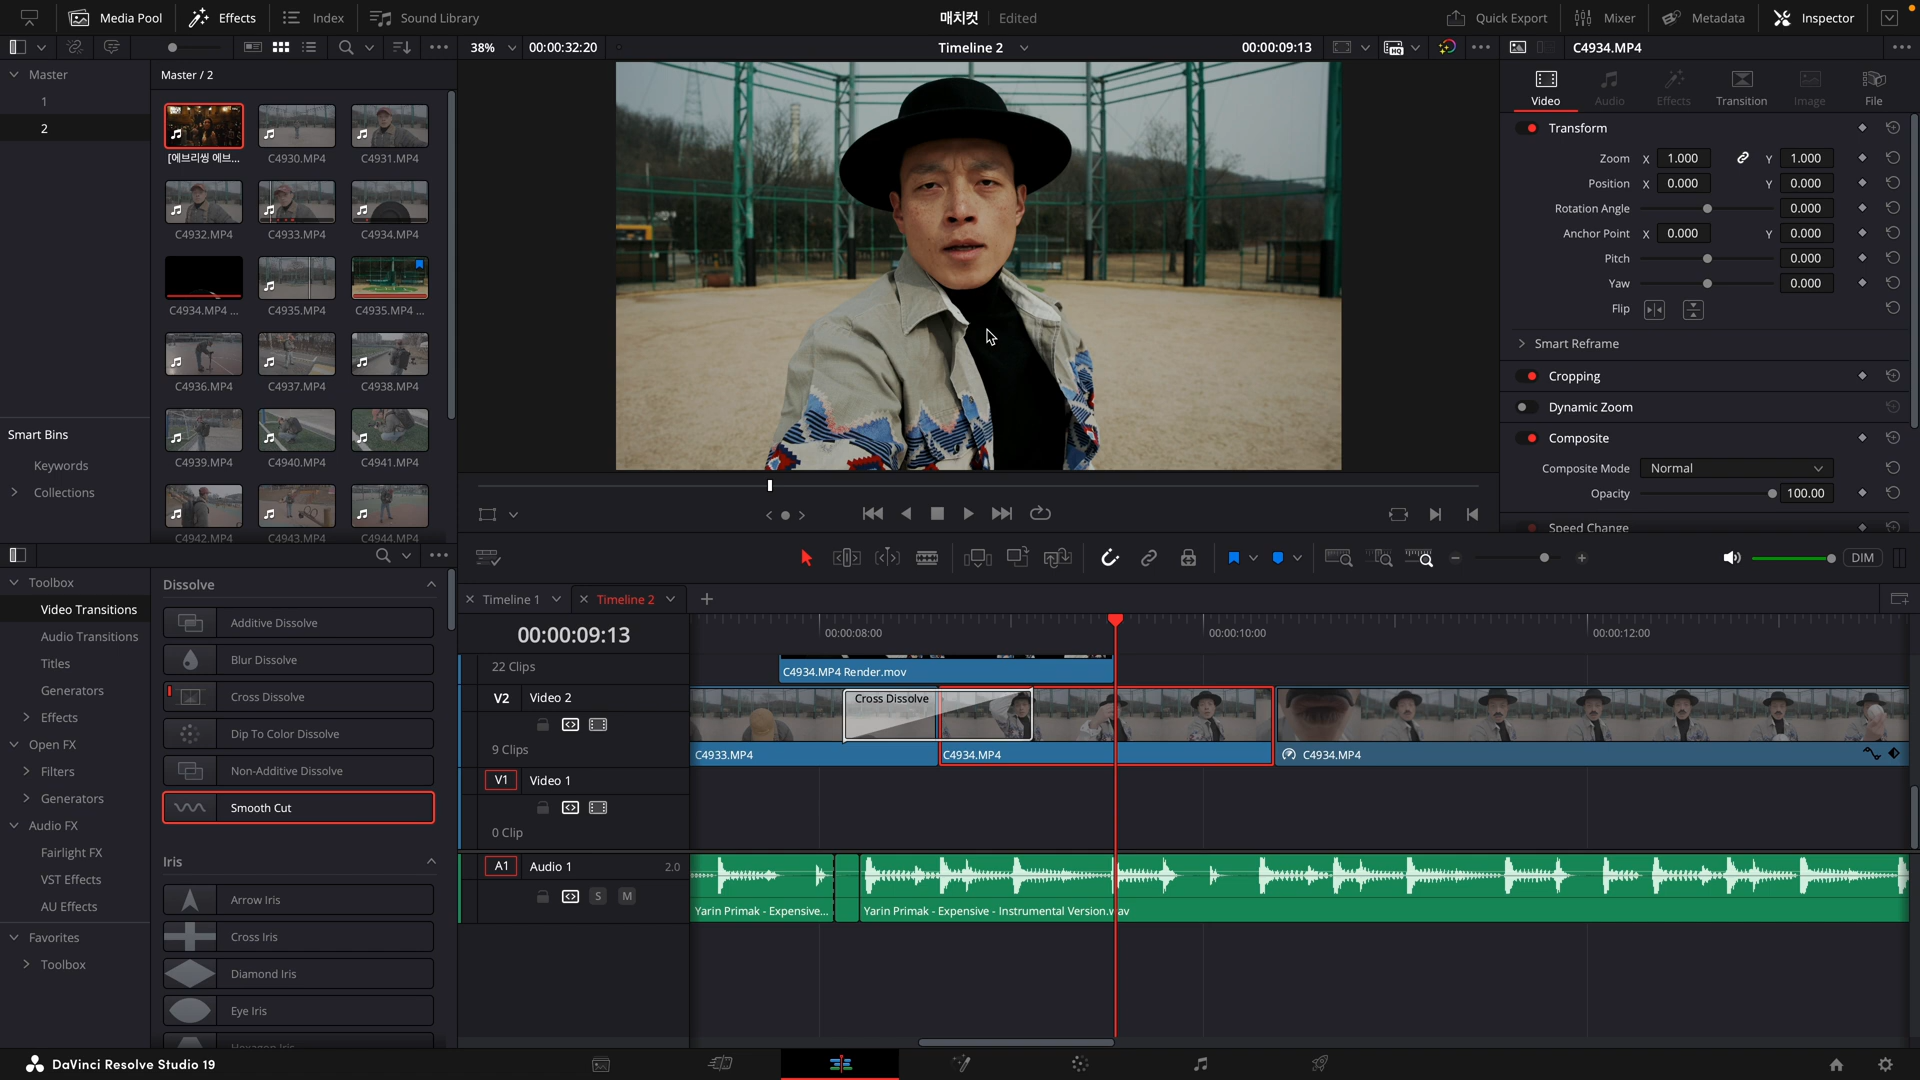 Media Pool
Effects
Index
Sound Library
매치컷
Edited
Quick Export
Mixer
Metadata
Inspector
38%
00:00:32:20
Timeline 2
00:00:09:13
C4934.MP4
Master
Master / 2
1
2
[에브리씽 에브...
C4930.MP4
C4931.MP4
C4932.MP4
C4933.MP4
C4934.MP4
C4934.MP4 ...
C4935.MP4
C4935.MP4 ...
C4936.MP4
C4937.MP4
C4938.MP4
C4939.MP4
C4940.MP4
C4941.MP4
C4942.MP4
C4943.MP4
C4944.MP4
Smart Bins
Keywords
Collections
Video
Audio
Effects
Transition
Image
File
Transform
Zoom X 1.000 Y 1.000
Position X 0.000 Y 0.000
Rotation Angle 0.000
Anchor Point X 0.000 Y 0.000
Pitch 0.000
Yaw 0.000
Flip
Smart Reframe
Cropping
Dynamic Zoom
Composite
Composite Mode Normal
Opacity 100.00
Speed Change
DIM
Toolbox
Video Transitions
Audio Transitions
Titles
Generators
Effects
Open FX
Filters
Generators
Audio FX
Fairlight FX
VST Effects
AU Effects
Favorites
Toolbox
Dissolve
Additive Dissolve
Blur Dissolve
Cross Dissolve
Dip To Color Dissolve
Non-Additive Dissolve
Smooth Cut
Iris
Arrow Iris
Cross Iris
Diamond Iris
Eye Iris
Hexagon Iris
Timeline 1
Timeline 2
00:00:09:13
00:00:08:00
00:00:10:00
00:00:12:00
22 Clips
C4934.MP4 Render.mov
V2 Video 2
9 Clips
Cross Dissolve
C4933.MP4
C4934.MP4
C4934.MP4
V1 Video 1
0 Clip
A1 Audio 1 2.0
S M
Yarin Primak - Expensive...
Yarin Primak - Expensive - Instrumental Version.wav
DaVinci Resolve Studio 19